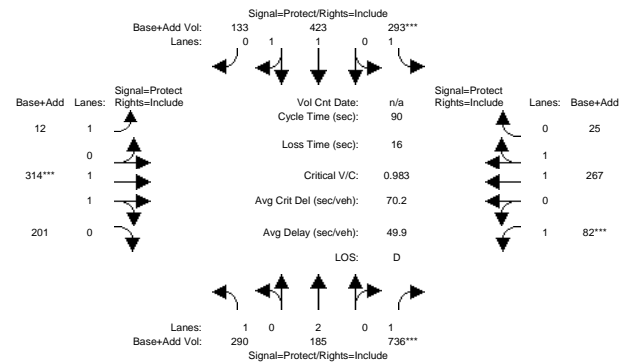 Signal=Protect/Rights=Include
Base+Add Vol: 133 423 293***
Lanes: 0 1 1 0 1
Signal=Protect
Base+Add Lanes: Rights=Include
Vol Cnt Date: n/a
Signal=Protect
Rights=Include Lanes: Base+Add
Cycle Time (sec): 90
12 1
0 25
Loss Time (sec): 16
0
1
314*** 1
Critical V/C: 0.983
1 267
1
Avg Crit Del (sec/veh): 70.2
0
201 0
Avg Delay (sec/veh): 49.9
1 82***
LOS: D
Lanes: 1 0 2 0 1
Base+Add Vol: 290 185 736***
Signal=Protect/Rights=Include